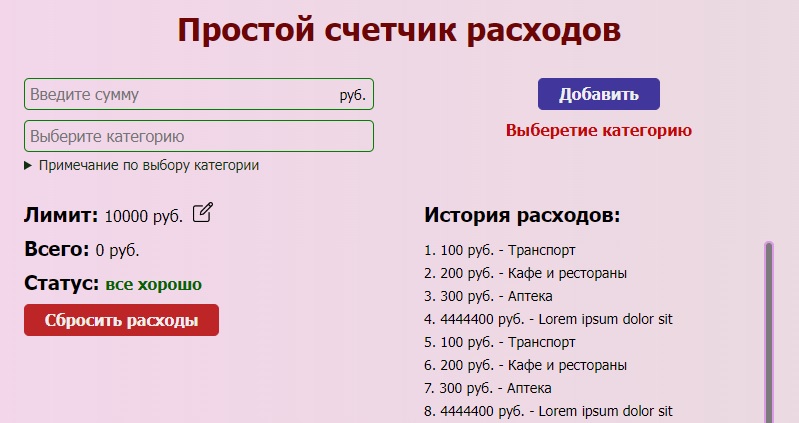 Простой счетчик расходов
Введите сумму руб.
Добавить
Выберите категорию
Выберетие категорию
Примечание по выбору категории
Лимит: 10000 руб.
Всего: 0 руб.
Статус: все хорошо
Сбросить расходы
История расходов:
1. 100 руб. - Транспорт
2. 200 руб. - Кафе и рестораны
3. 300 руб. - Аптека
4. 4444400 руб. - Lorem ipsum dolor sit
5. 100 руб. - Транспорт
6. 200 руб. - Кафе и рестораны
7. 300 руб. - Аптека
8. 4444400 руб. - Lorem ipsum dolor sit